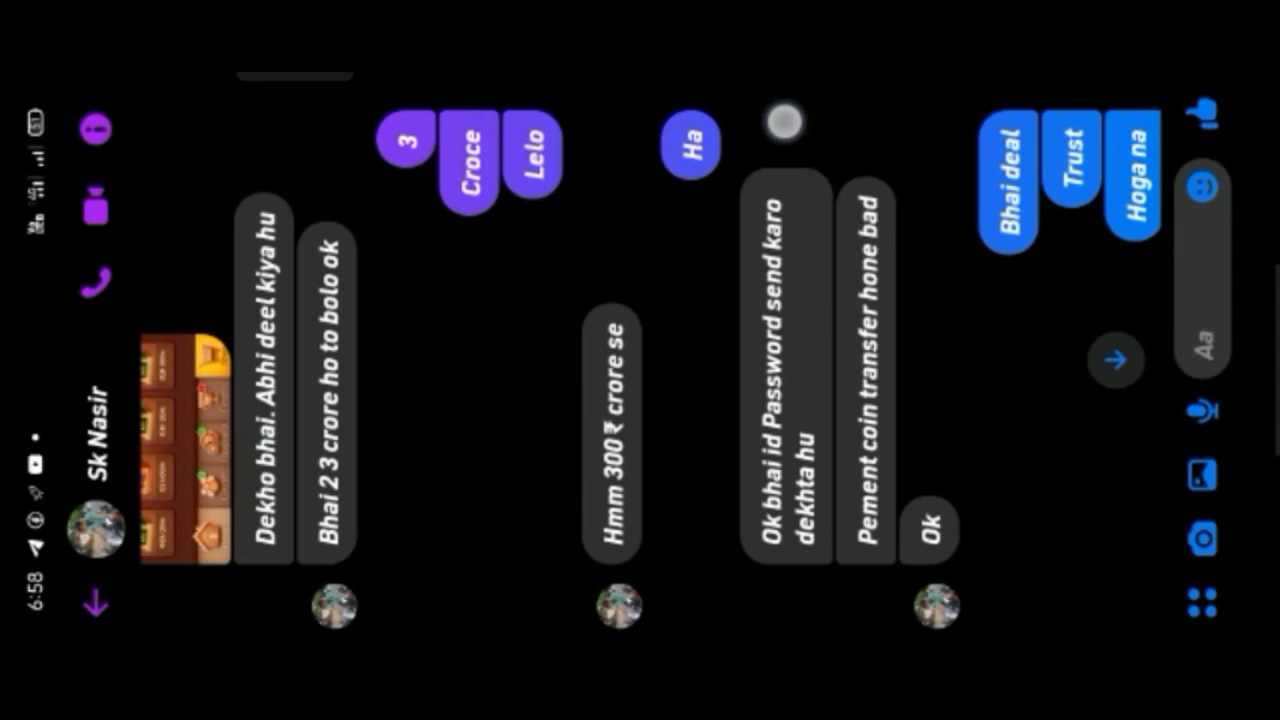 6:58
4G
51
Sk Nasir
Dekho bhai. Abhi deel kiya hu
Bhai 2 3 crore ho to bolo ok
3
Croce
Lelo
Hmm 300₹ crore se
Ha
Ok bhai id Password send karo
dekhta hu
Pement coin transfer hone bad
Ok
Bhai deal
Trust
Hoga na
Aa